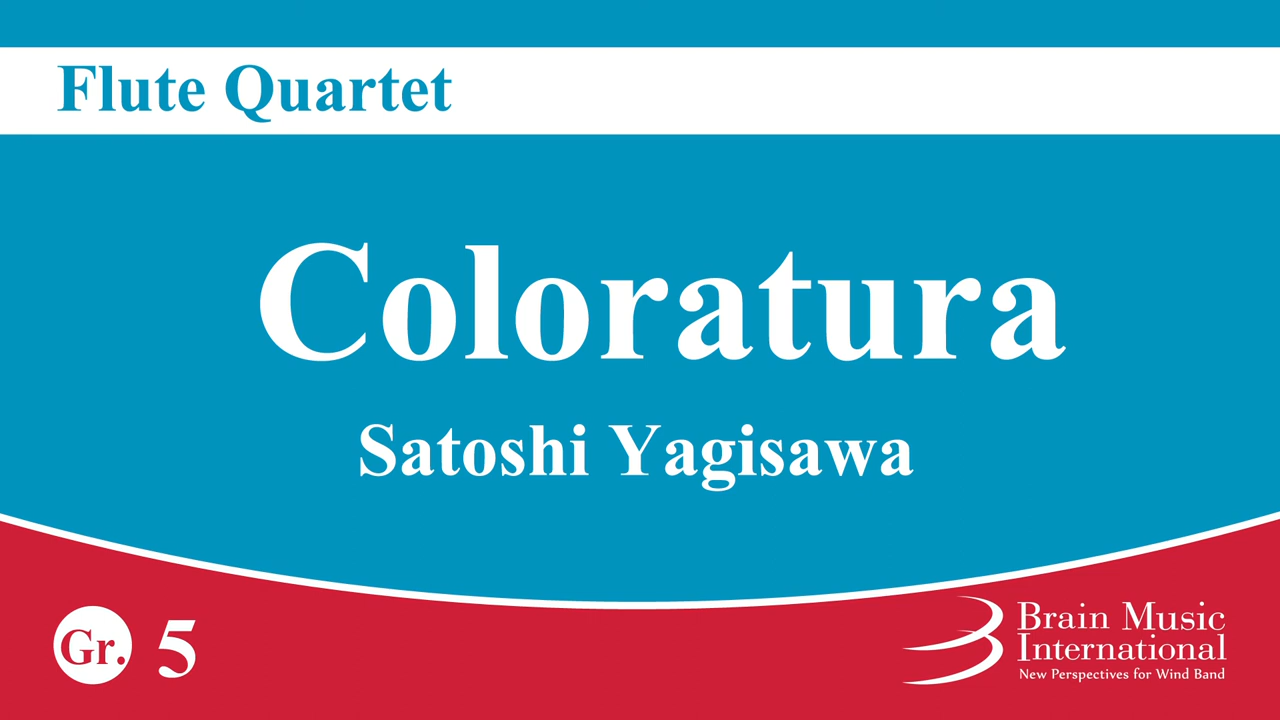 Flute Quartet
Coloratura
Satoshi Yagisawa
Gr. 5
Brain Music
International
New Perspectives for Wind Band